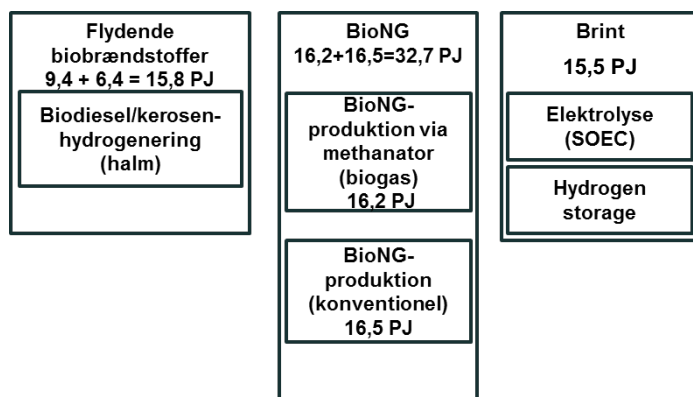 Flydende
biobrændstoffer
9,4 + 6,4 = 15,8 PJ
Biodiesel/kerosen-
hydrogenering
(halm)
BioNG
16,2+16,5=32,7 PJ
BioNG-
produktion via
methanator
(biogas)
16,2 PJ
BioNG-
produktion
(konventionel)
16,5 PJ
Brint
15,5 PJ
Elektrolyse
(SOEC)
Hydrogen
storage